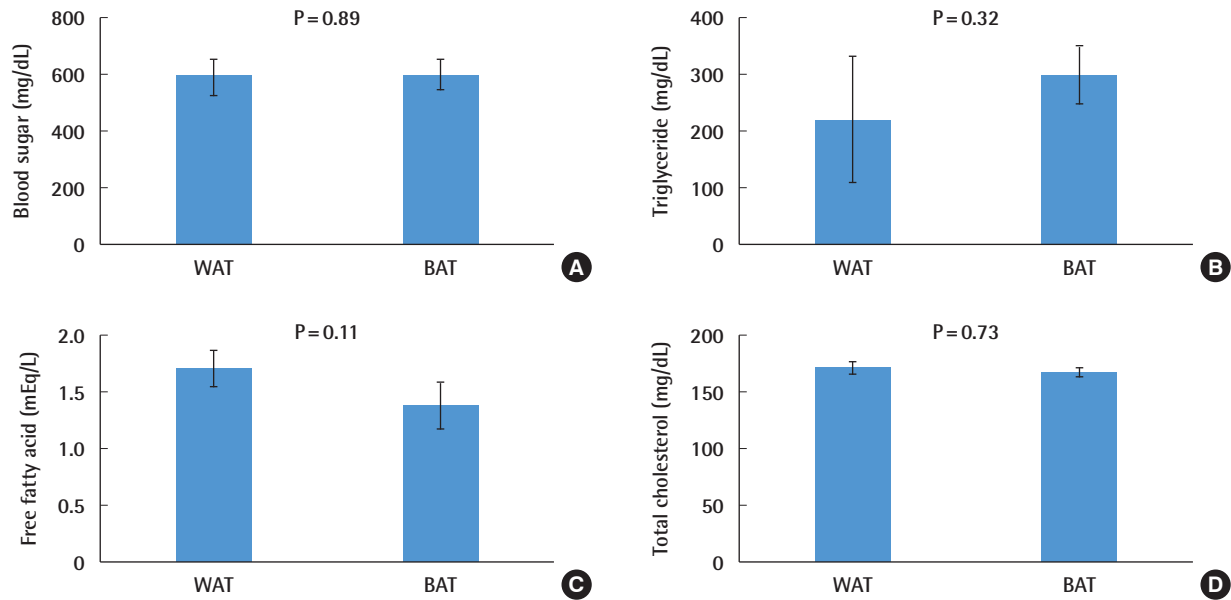 P = 0.89
Blood sugar (mg/dL)
800
600
400
200
0
WAT
BAT
A
P = 0.32
Triglyceride (mg/dL)
400
300
200
100
0
WAT
BAT
B
P = 0.11
Free fatty acid (mEq/L)
2.0
1.5
1.0
0.5
0
WAT
BAT
C
P = 0.73
Total cholesterol (mg/dL)
200
150
100
50
0
WAT
BAT
D